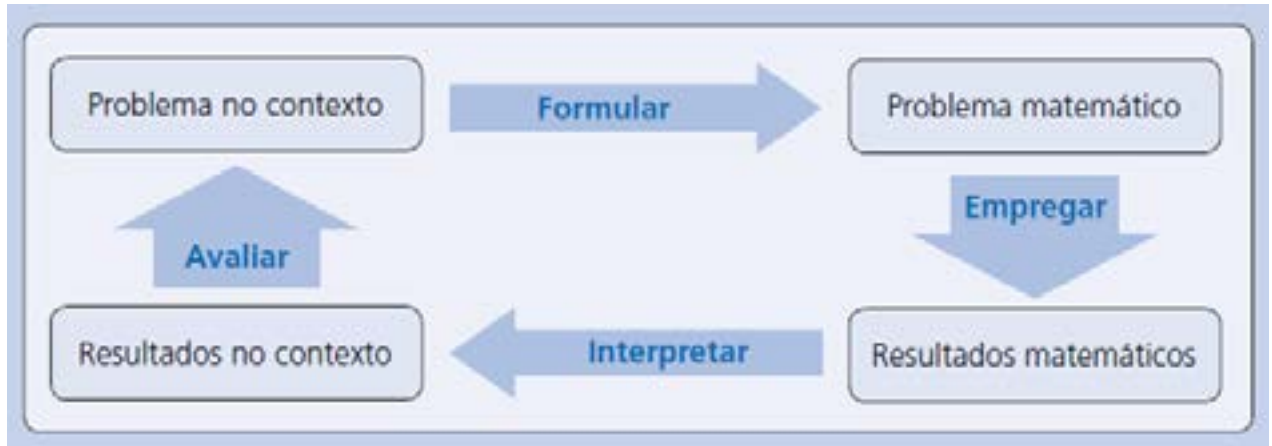 Problema no contexto
Formular
Problema matemático
Empregar
Avaliar
Resultados no contexto
Interpretar
Resultados matemáticos